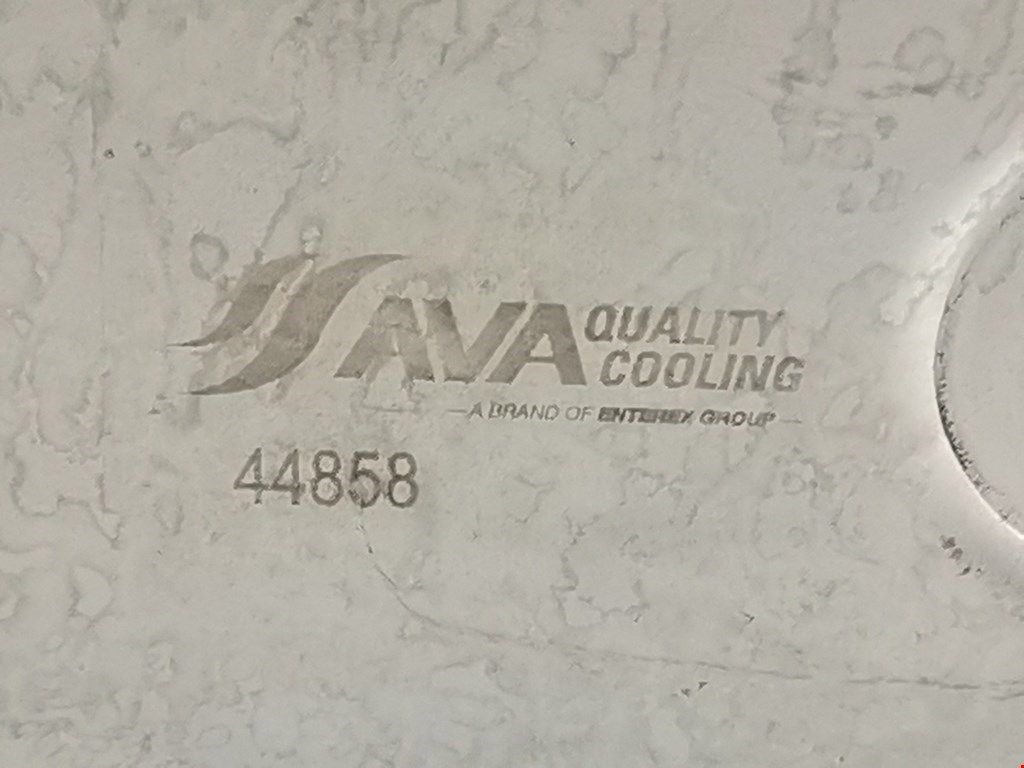 AVA QUALITY
COOLING
A BRAND OF ENTEREX GROUP
44858